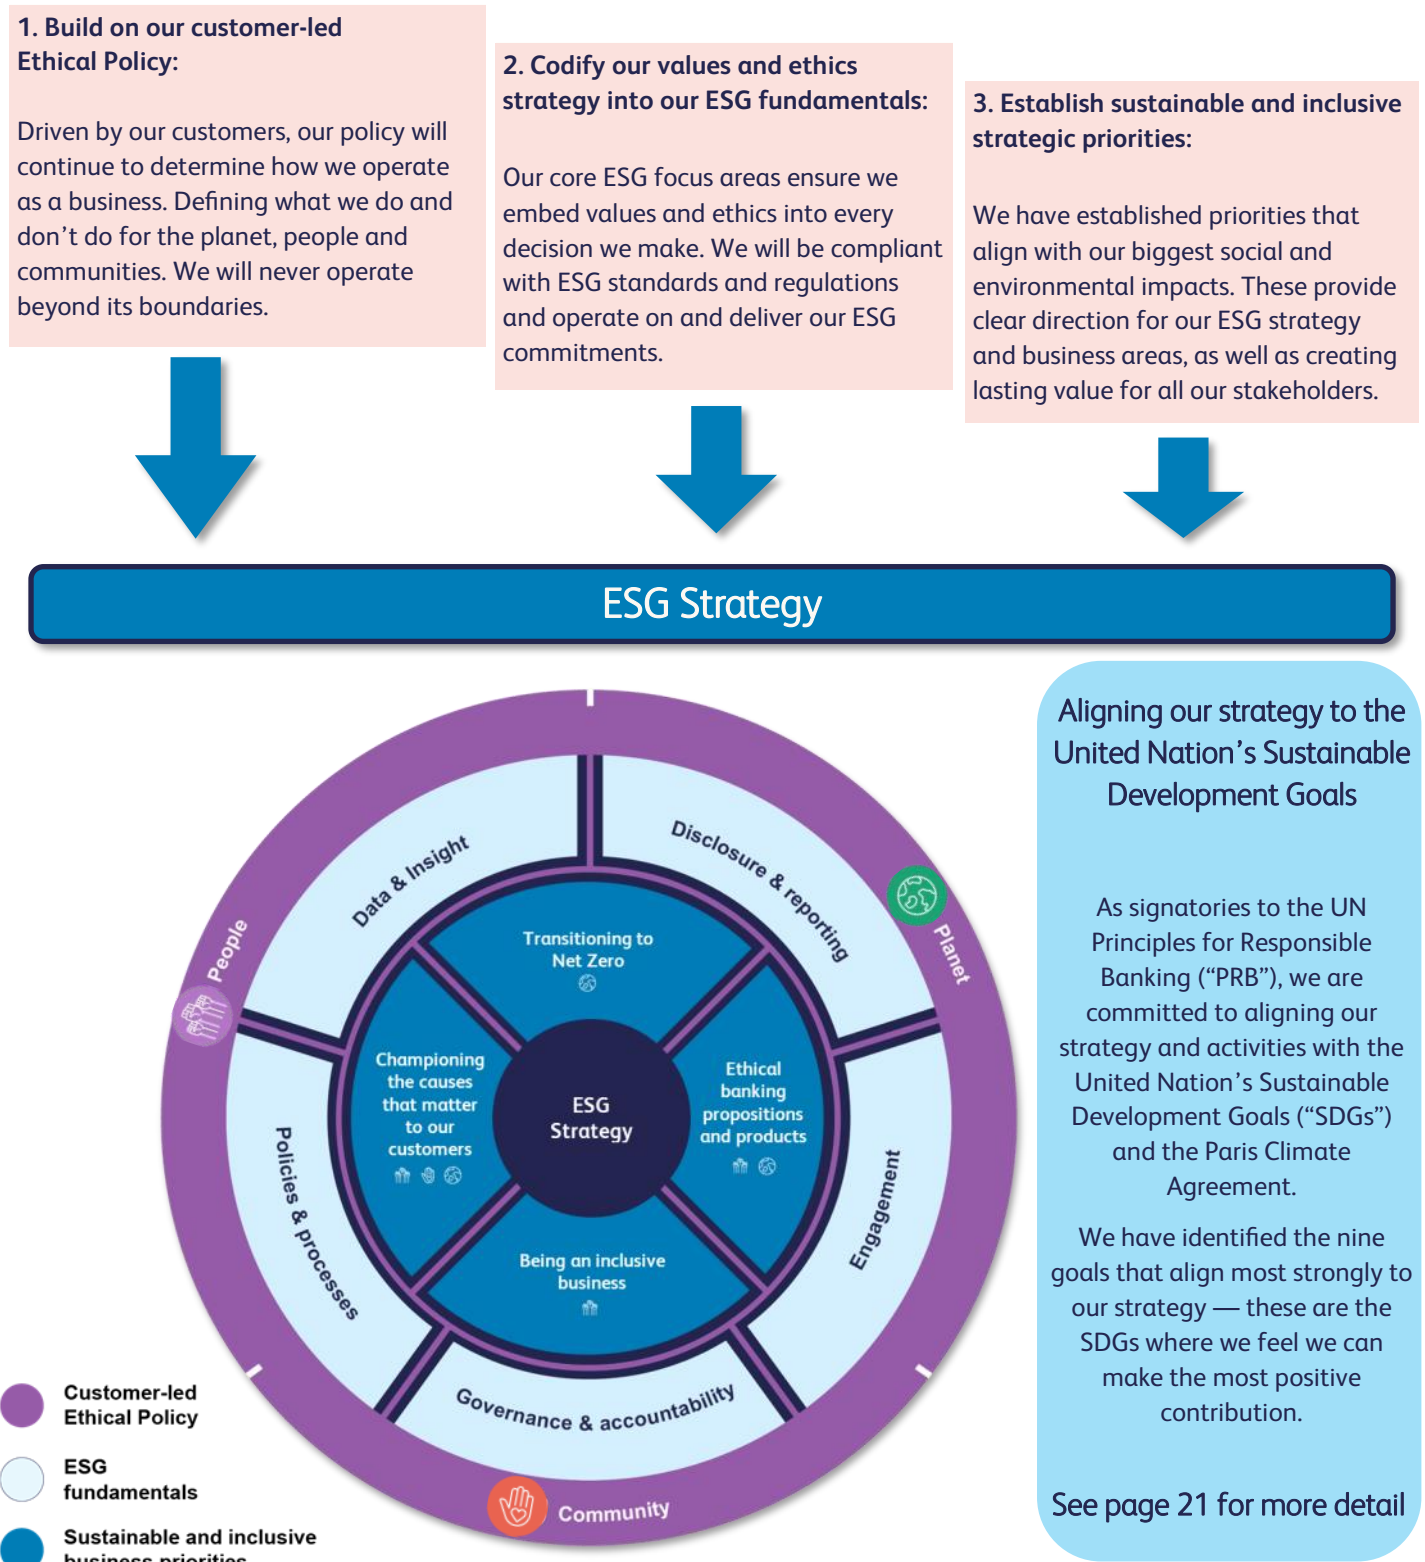 1. Build on our customer-led
Ethical Policy:
Driven by our customers, our policy will
continue to determine how we operate
as a business. Defining what we do and
don't do for the planet, people and
communities. We will never operate
beyond its boundaries.
2. Codify our values and ethics
strategy into our ESG fundamentals:
Our core ESG focus areas ensure we
embed values and ethics into every
decision we make. We will be compliant
with ESG standards and regulations
and operate on and deliver our ESG
commitments.
3. Establish sustainable and inclusive
strategic priorities:
We have established priorities that
align with our biggest social and
environmental impacts. These provide
clear direction for our ESG strategy
and business areas, as well as creating
lasting value for all our stakeholders.
ESG Strategy
People
Planet
Community
Data & Insight
Disclosure & reporting
Engagement
Governance & accountability
Policies & processes
Transitioning to
Net Zero
Championing
the causes
that matter
to our
customers
ESG
Strategy
Ethical
banking
propositions
and products
Being an inclusive
business
Customer-led
Ethical Policy
ESG
fundamentals
Sustainable and inclusive
business priorities
Aligning our strategy to the
United Nation's Sustainable
Development Goals
As signatories to the UN
Principles for Responsible
Banking (“PRB”), we are
committed to aligning our
strategy and activities with the
United Nation's Sustainable
Development Goals (“SDGs”)
and the Paris Climate
Agreement.
We have identified the nine
goals that align most strongly to
our strategy — these are the
SDGs where we feel we can
make the most positive
contribution.
See page 21 for more detail